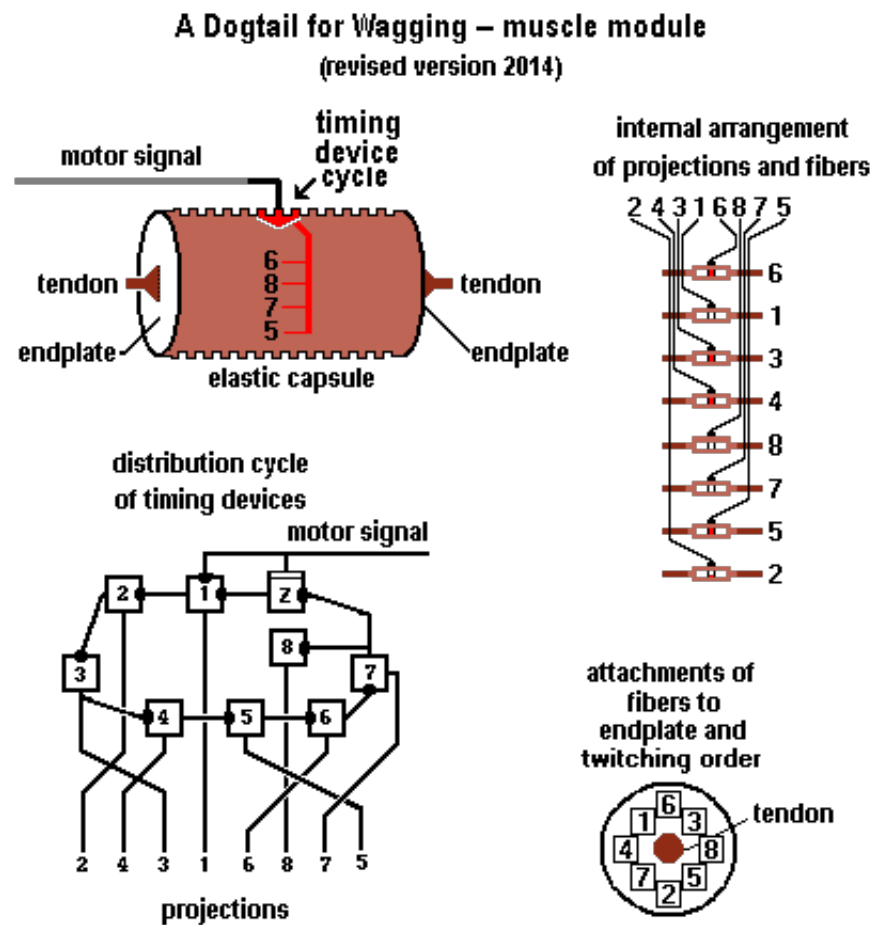 A Dogtail for Wagging – muscle module
(revised version 2014)
timing
device
cycle
motor signal
6
8
7
5
tendon
tendon
endplate
endplate
elastic capsule
internal arrangement
of projections and fibers
2 4 3 1 6 8 7 5
6
1
3
4
8
7
5
2
distribution cycle
of timing devices
motor signal
2 1 Z
8
3 7
4 5 6
2 4 3 1 6 8 7 5
projections
attachments of
fibers to
endplate and
twitching order
tendon
6
1 3
4 8
7 5
2